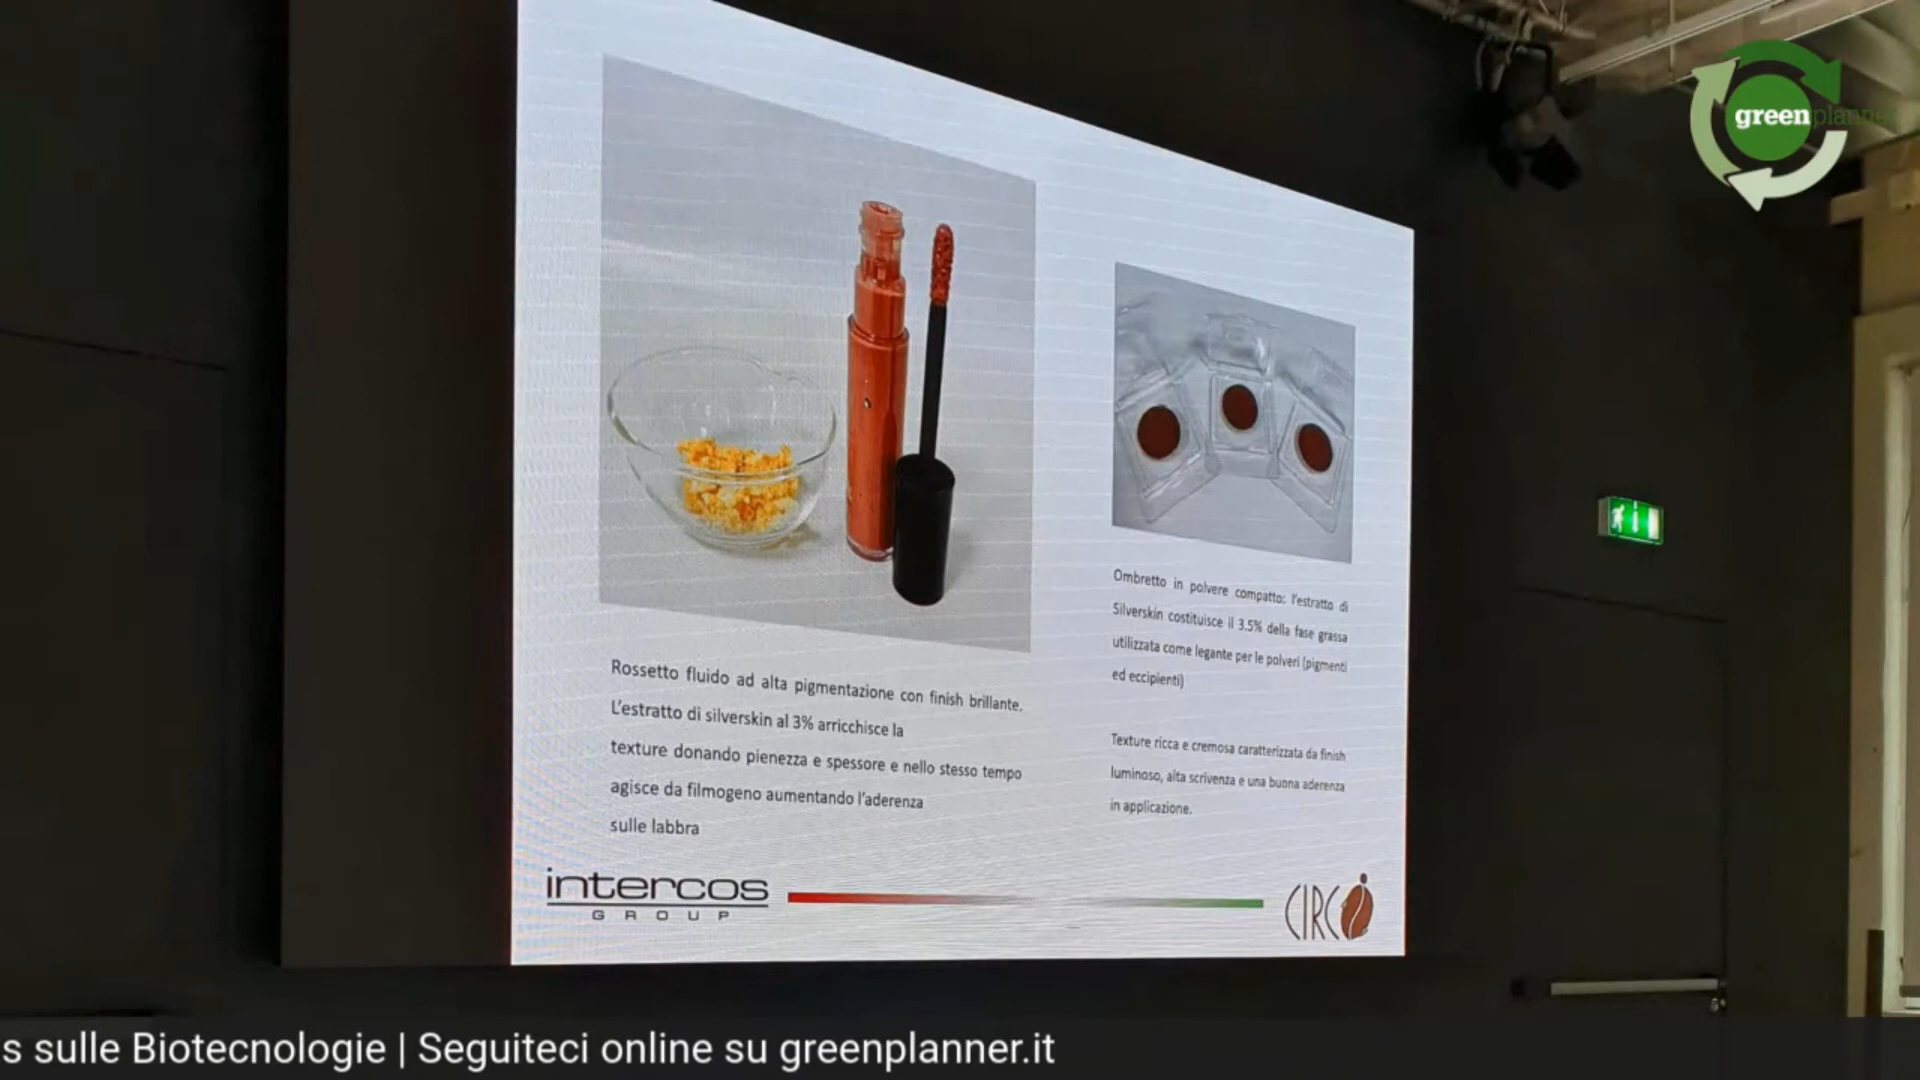 greenplanner
Rossetto fluido ad alta pigmentazione con finish brillante.
L'estratto di silverskin al 3% arricchisce la
texture donando pienezza e spessore e nello stesso tempo
agisce da filmogeno aumentando l'aderenza
sulle labbra
Ombretto in polvere compatto: l'estratto di
Silverskin costituisce il 3.5% della fase grassa
utilizzata come legante per le polveri (pigmenti
ed eccipienti)
Texture ricca e cremosa caratterizzata da finish
luminoso, alta scrivenza e una buona aderenza
in applicazione.
intercos
GROUP
CIRCO
s sulle Biotecnologie | Seguiteci online su greenplanner.it